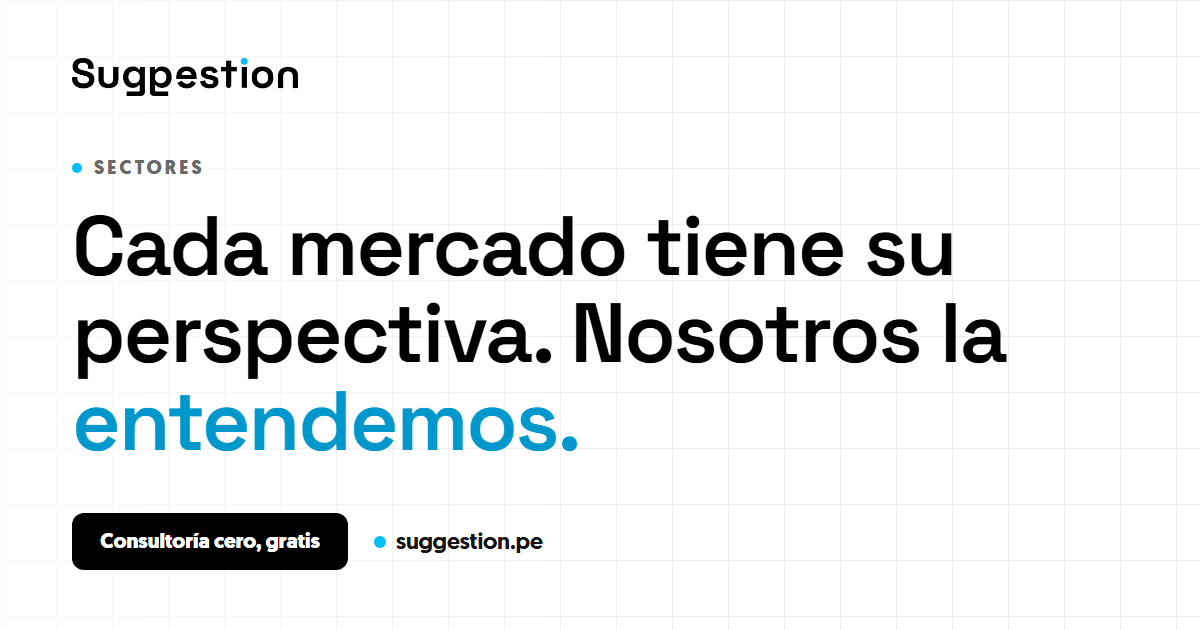 Suggestion
SECTORES
Cada mercado tiene su
perspectiva. Nosotros la
entendemos.
Consultoría cero, gratis
suggestion.pe